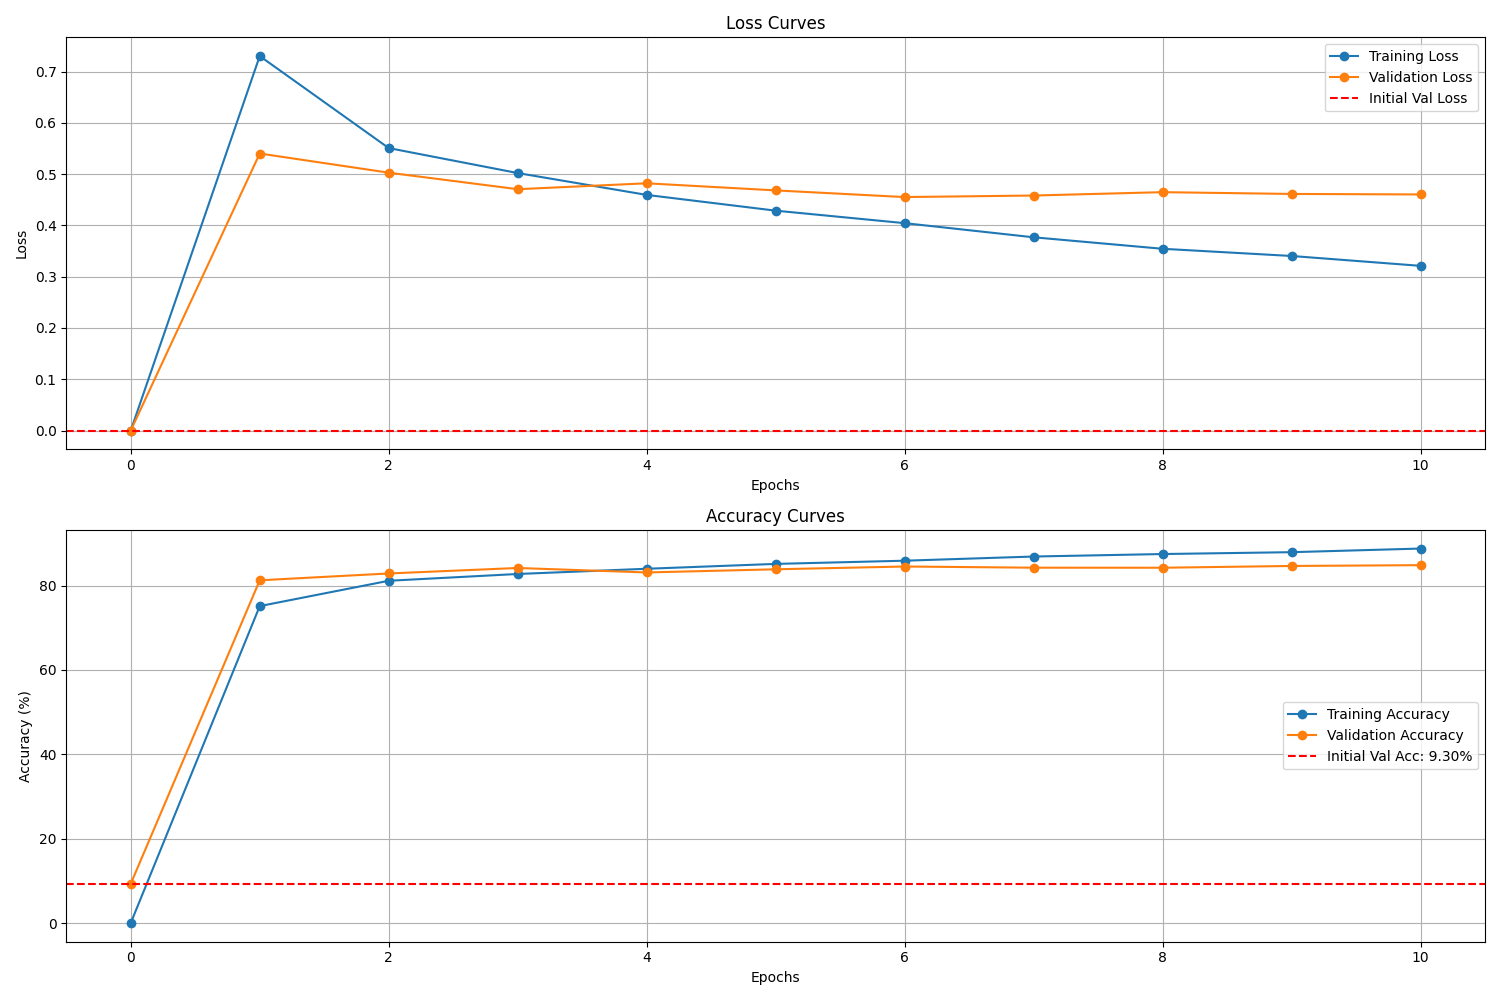 Loss Curves
Training Loss
Validation Loss
Initial Val Loss
Loss
0.7
0.6
0.5
0.4
0.3
0.2
0.1
0.0
0 2 4 6 8 10
Epochs
Accuracy Curves
Accuracy (%)
80
60
40
20
0
Training Accuracy
Validation Accuracy
Initial Val Acc: 9.30%
0 2 4 6 8 10
Epochs